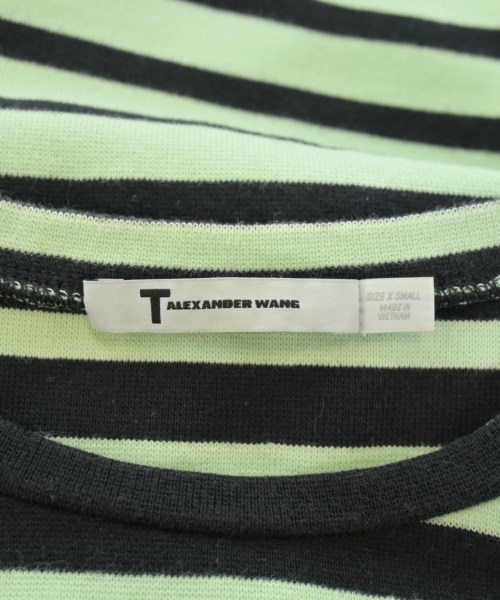 T ALEXANDER WANG
SIZE X SMALL
MADE IN
VIETNAM